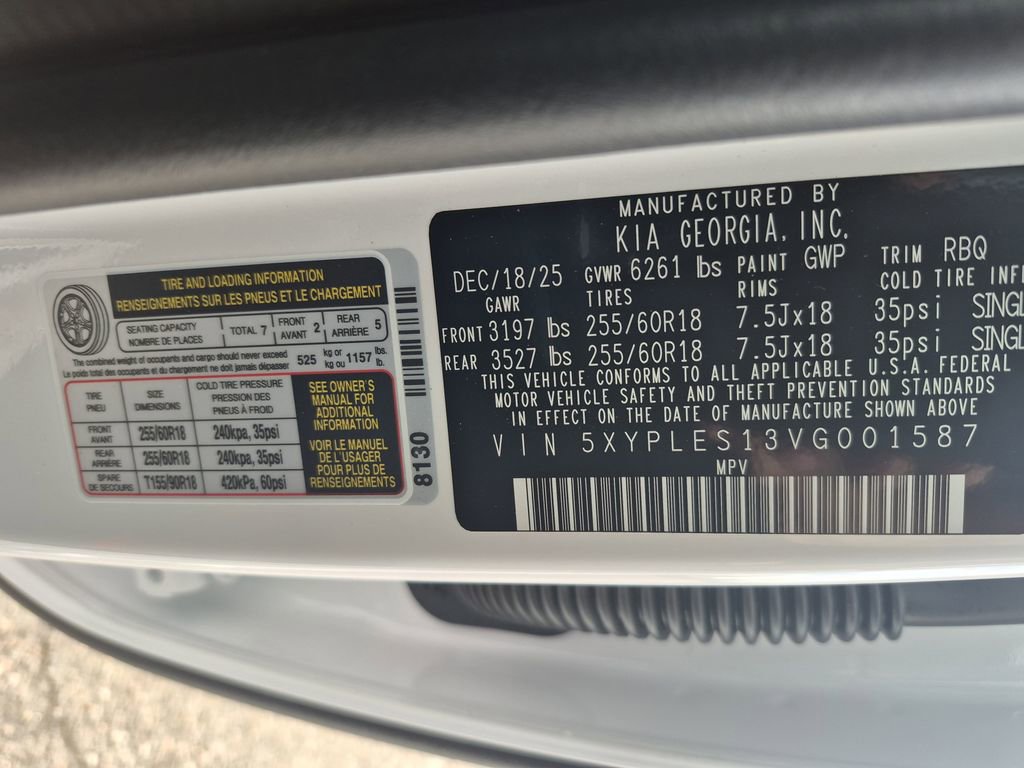 TIRE AND LOADING INFORMATION
RENSEIGNEMENTS SUR LES PNEUS ET LE CHARGEMENT
SEATING CAPACITY
NOMBRE DE PLACES
TOTAL 7
FRONT
AVANT
2
REAR
ARRIÈRE
5
The combined weight of occupants and cargo should never exceed
Le poids total des occupants et du chargement ne doit jamais dépasser
525 kg or
kg ou 1157 lbs.
lb.
TIRE
PNEU
SIZE
DIMENSIONS
COLD TIRE PRESSURE
PRESSION DES
PNEUS À FROID
FRONT
AVANT
255/60R18
240kpa, 35psi
REAR
ARRIÈRE
255/60R18
240kpa, 35psi
SPARE
DE SECOURS
T155/90R18
420kPa, 60psi
SEE OWNER'S
MANUAL FOR
ADDITIONAL
INFORMATION
VOIR LE MANUEL
DE L'USAGER
POUR PLUS DE
RENSEIGNEMENTS
8130
MANUFACTURED BY
KIA GEORGIA, INC.
DEC/18/25 GVWR 6261 lbs PAINT GWP TRIM RBQ
GAWR TIRES RIMS COLD TIRE INFL
FRONT 3197 lbs 255/60R18 7.5Jx18 35psi SINGL
REAR 3527 lbs 255/60R18 7.5Jx18 35psi SINGL
THIS VEHICLE CONFORMS TO ALL APPLICABLE U.S.A. FEDERAL
MOTOR VEHICLE SAFETY AND THEFT PREVENTION STANDARDS
IN EFFECT ON THE DATE OF MANUFACTURE SHOWN ABOVE
VIN 5XYPLES13VG001587
MPV